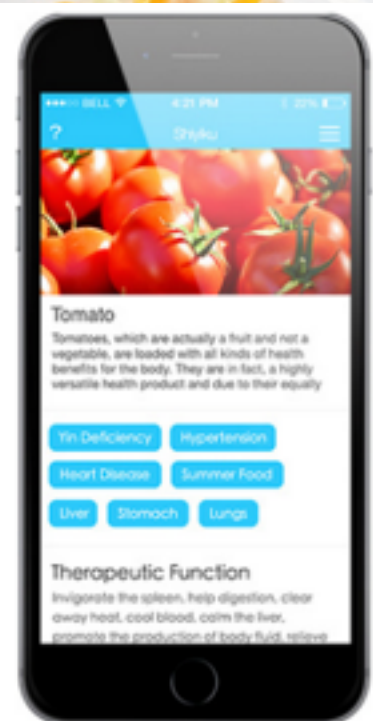 BELL 4:21 PM 22%
? Shiyiku
Tomato
Tomatoes, which are actually a fruit and not a
vegetable, are loaded with all kinds of health
benefits for the body. They are in fact, a highly
versatile health product and due to their equally
Yin Deficiency Hypertension
Heart Disease Summer Food
Liver Stomach Lungs
Therapeutic Function
Invigorate the spleen, help digestion, clear
away heat, cool blood, calm the liver,
promote the production of body fluid, relieve